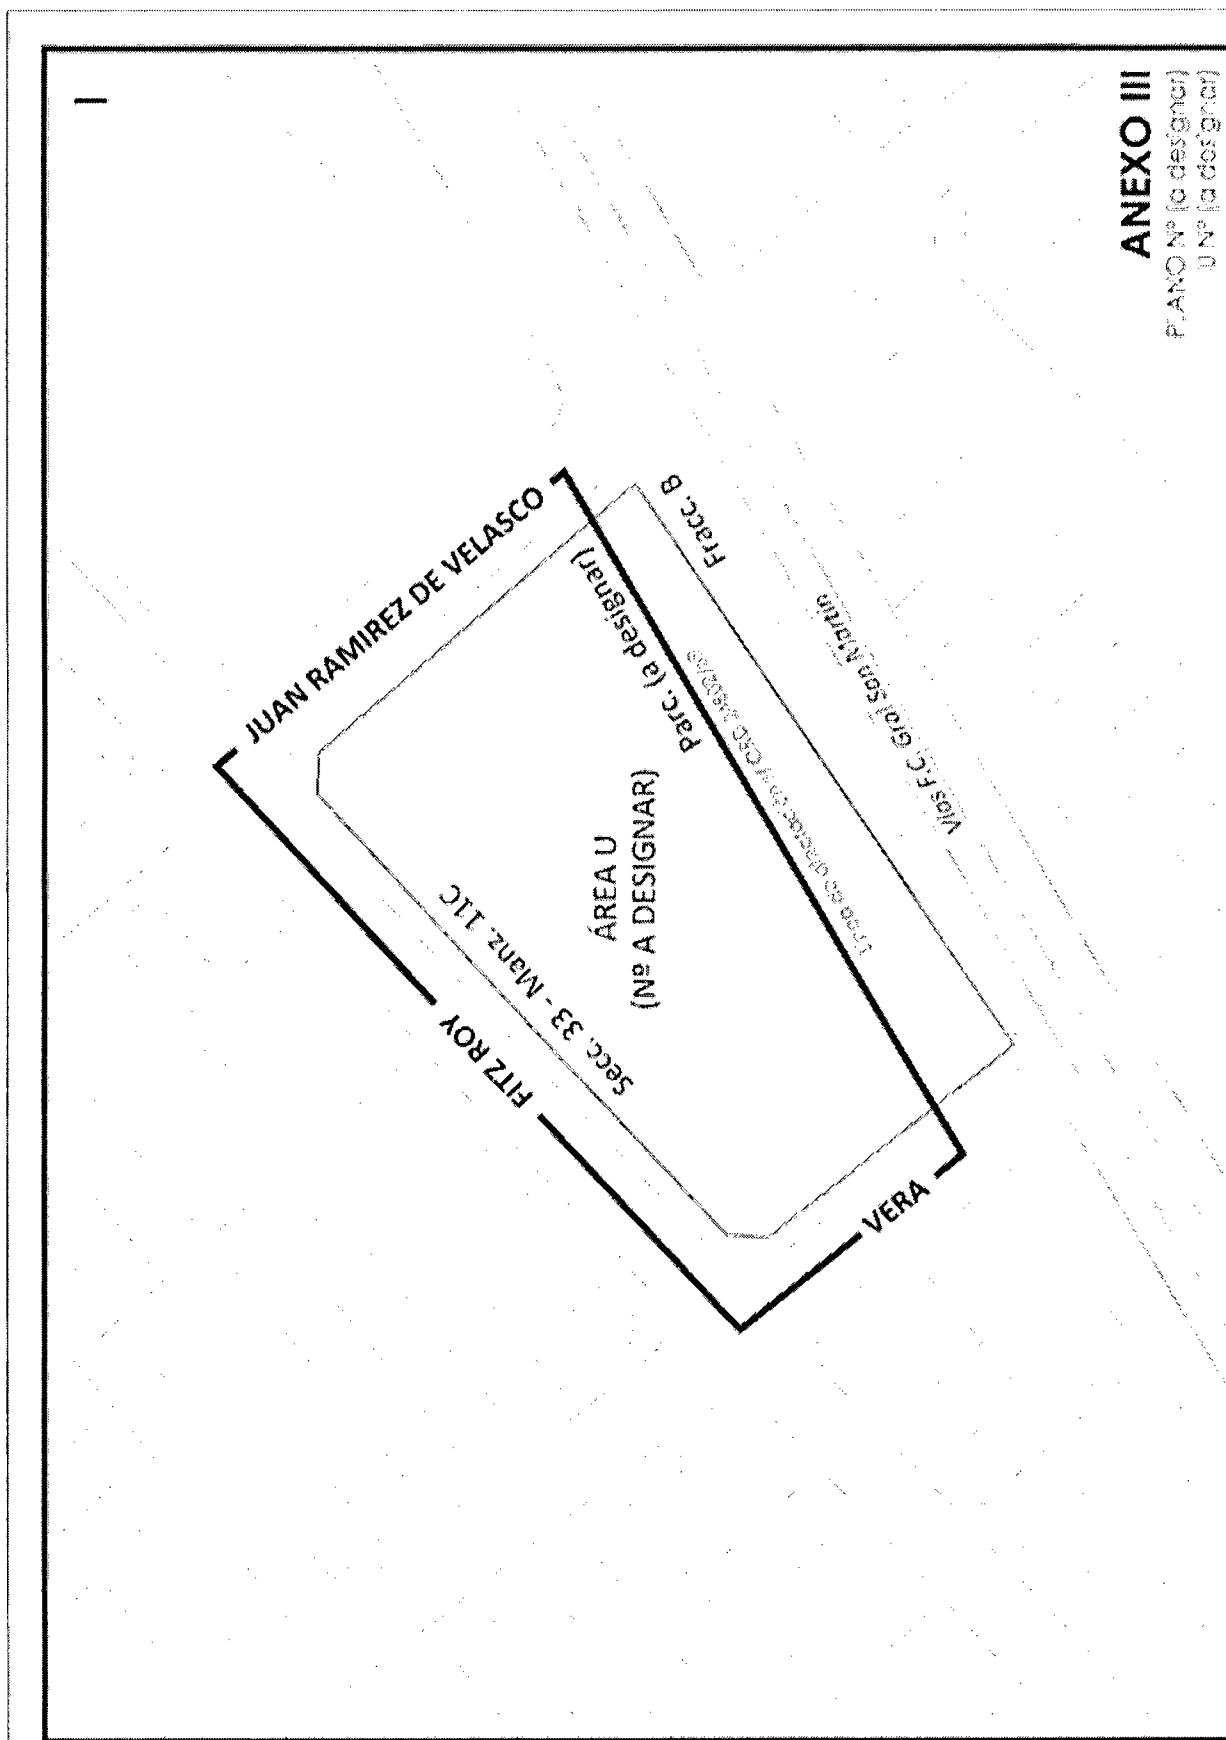 ANEXO III
PLANO Nº (a designar)
U Nº (a designar)
JUAN RAMIREZ DE VELASCO
FITZ ROY
VERA
Secc. 33 - Manz. 11C
ÁREA U
(Nº A DESIGNAR)
Parc. (a designar)
Fracc. B
Vías F.C. Gral San Martín